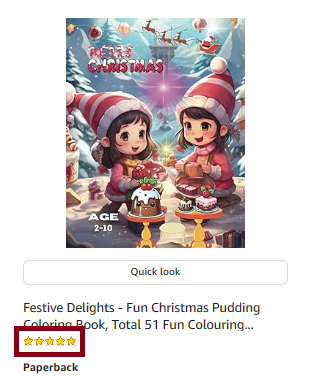 MERRY
CHRISTMAS
AGE
2-10
Quick look
Festive Delights - Fun Christmas Pudding
Coloring Book, Total 51 Fun Colouring...
Paperback